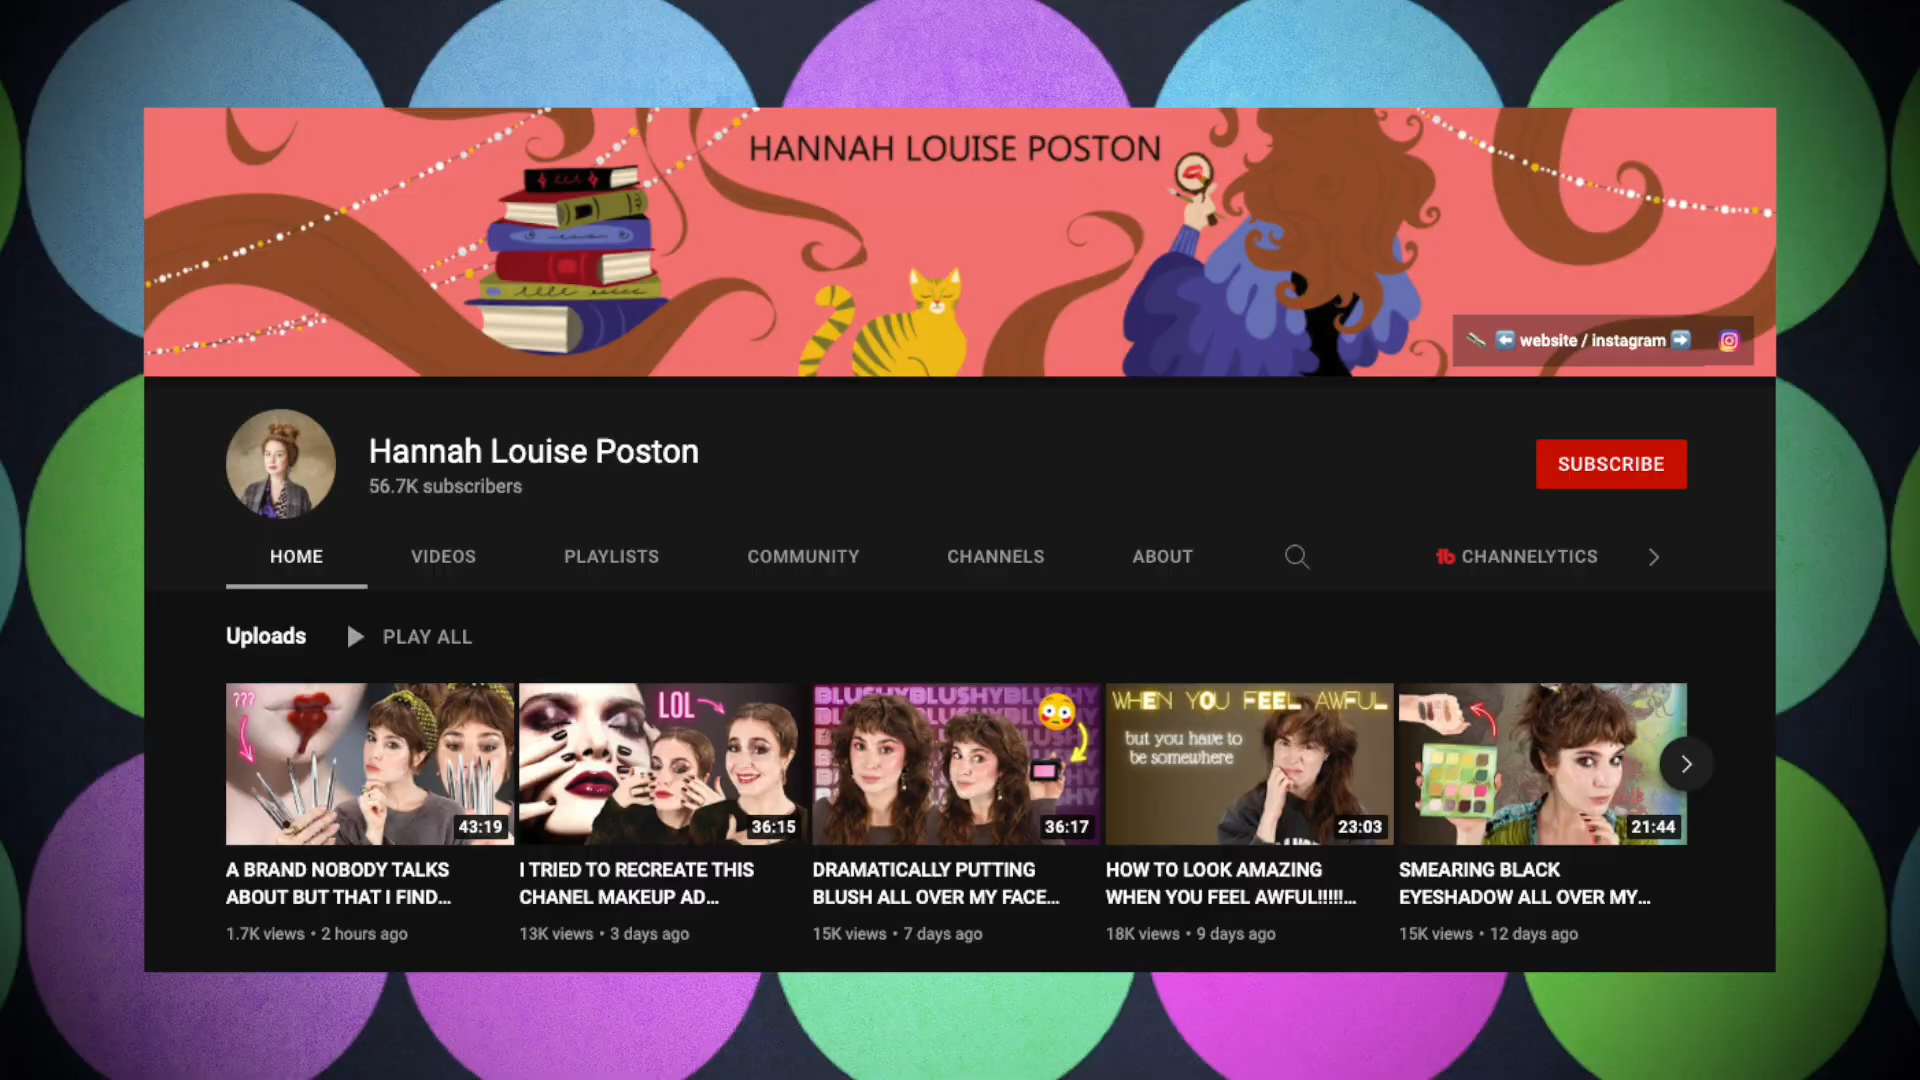 HANNAH LOUISE POSTON
website / instagram
Hannah Louise Poston
56.7K subscribers
SUBSCRIBE
HOME VIDEOS PLAYLISTS COMMUNITY CHANNELS ABOUT CHANNELYTICS
Uploads PLAY ALL
???
43:19
LOL
36:15
BLUSHYBLUSHYBLUSHY
36:17
WHEN YOU FEEL AWFUL
but you have to
be somewhere
23:03
21:44
A BRAND NOBODY TALKS
ABOUT BUT THAT I FIND...
1.7K views • 2 hours ago
I TRIED TO RECREATE THIS
CHANEL MAKEUP AD...
13K views • 3 days ago
DRAMATICALLY PUTTING
BLUSH ALL OVER MY FACE...
15K views • 7 days ago
HOW TO LOOK AMAZING
WHEN YOU FEEL AWFUL!!!!!...
18K views • 9 days ago
SMEARING BLACK
EYESHADOW ALL OVER MY...
15K views • 12 days ago